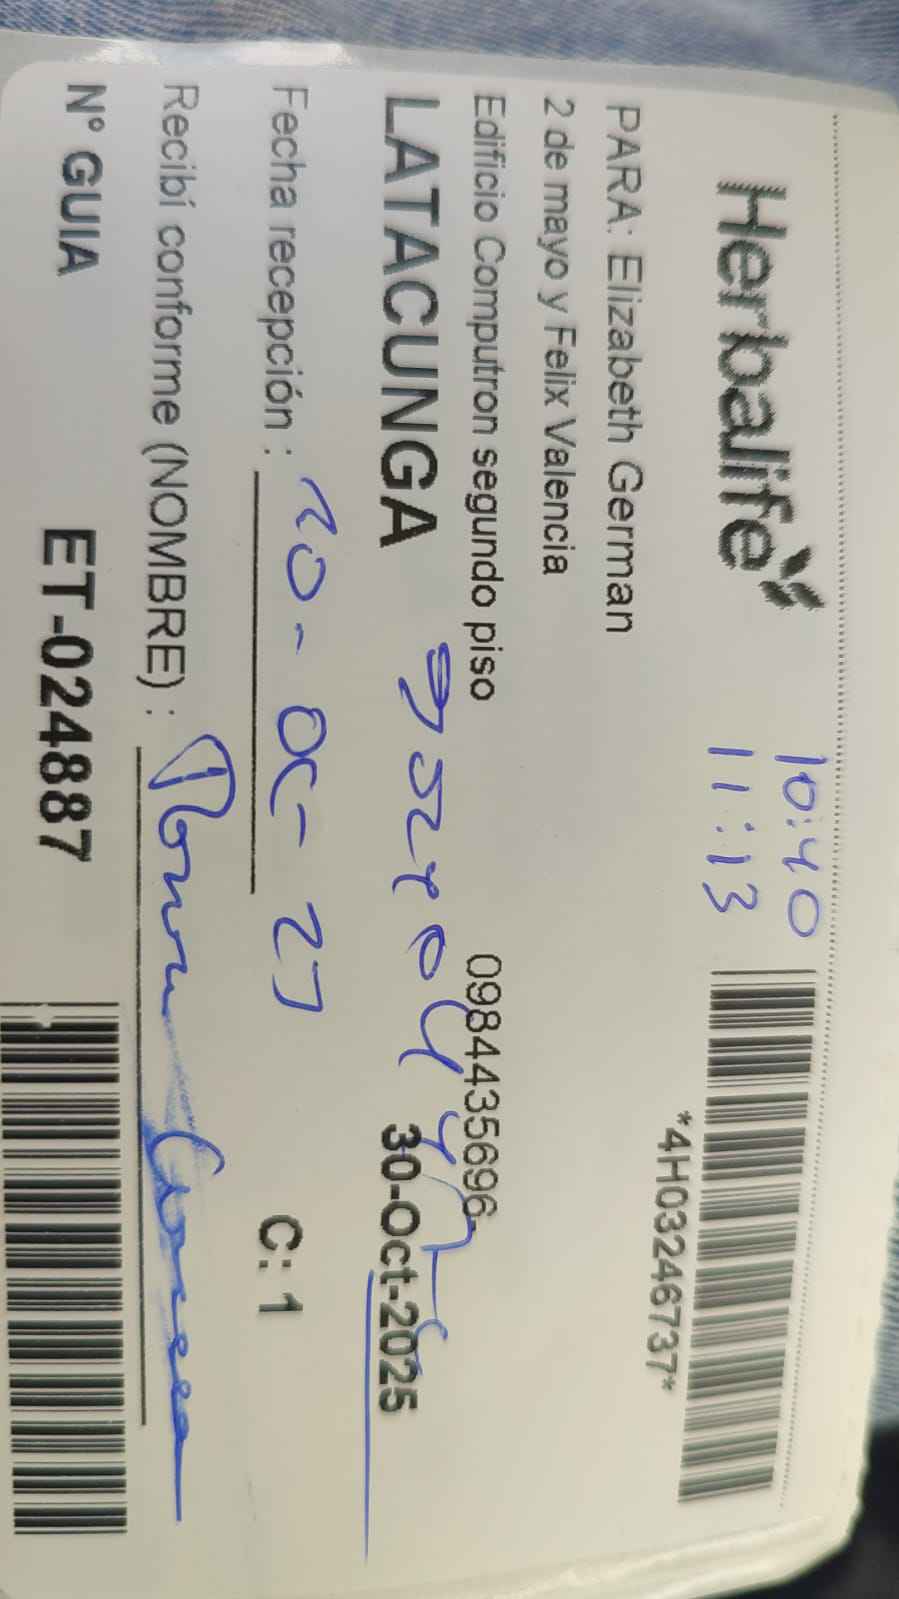 Herbalife
10:40
11:13
*4H03246737*
PARA: Elizabeth German
2 de mayo y Felix Valencia
Edificio Computron segundo piso 0984435696
LATACUNGA 30-Oct-2025
Fecha recepción : C: 1
Recibí conforme (NOMBRE) :
Nº GUIA ET-024887